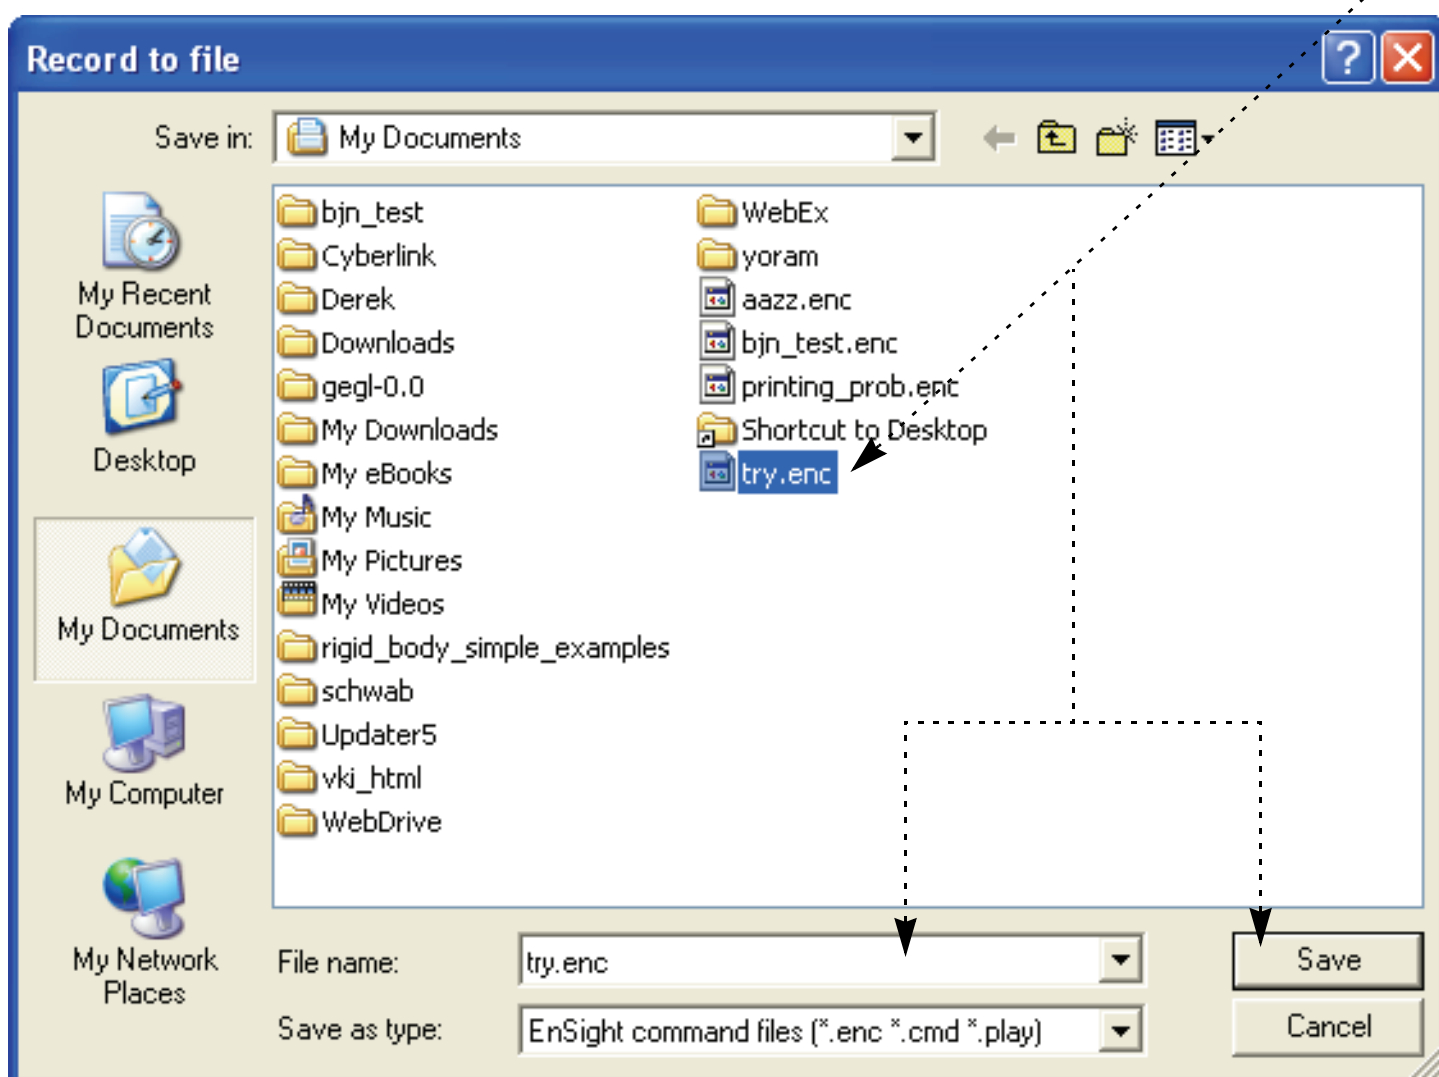 Record to file
Save in: My Documents
My Recent
Documents
Desktop
My Documents
My Computer
My Network
Places
bjn_test
Cyberlink
Derek
Downloads
gegl-0.0
My Downloads
My eBooks
My Music
My Pictures
My Videos
rigid_body_simple_examples
schwab
Updater5
vki_html
WebDrive
WebEx
yoram
aazz.enc
bjn_test.enc
printing_prob.enc
Shortcut to Desktop
try.enc
File name: try.enc Save
Save as type: EnSight command files (*.enc *.cmd *.play) Cancel